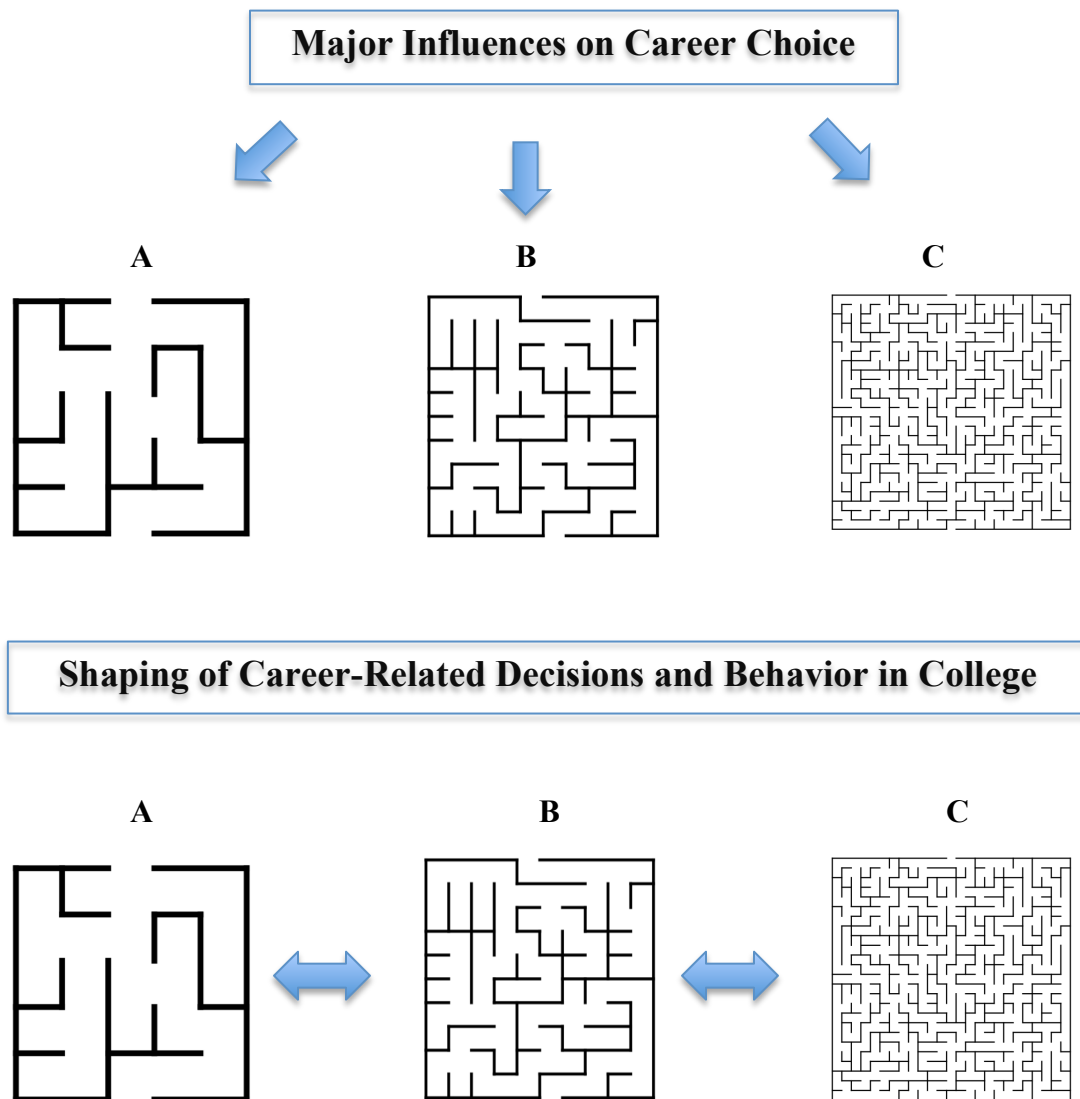 Major Influences on Career Choice
A B C
Shaping of Career-Related Decisions and Behavior in College
A B C